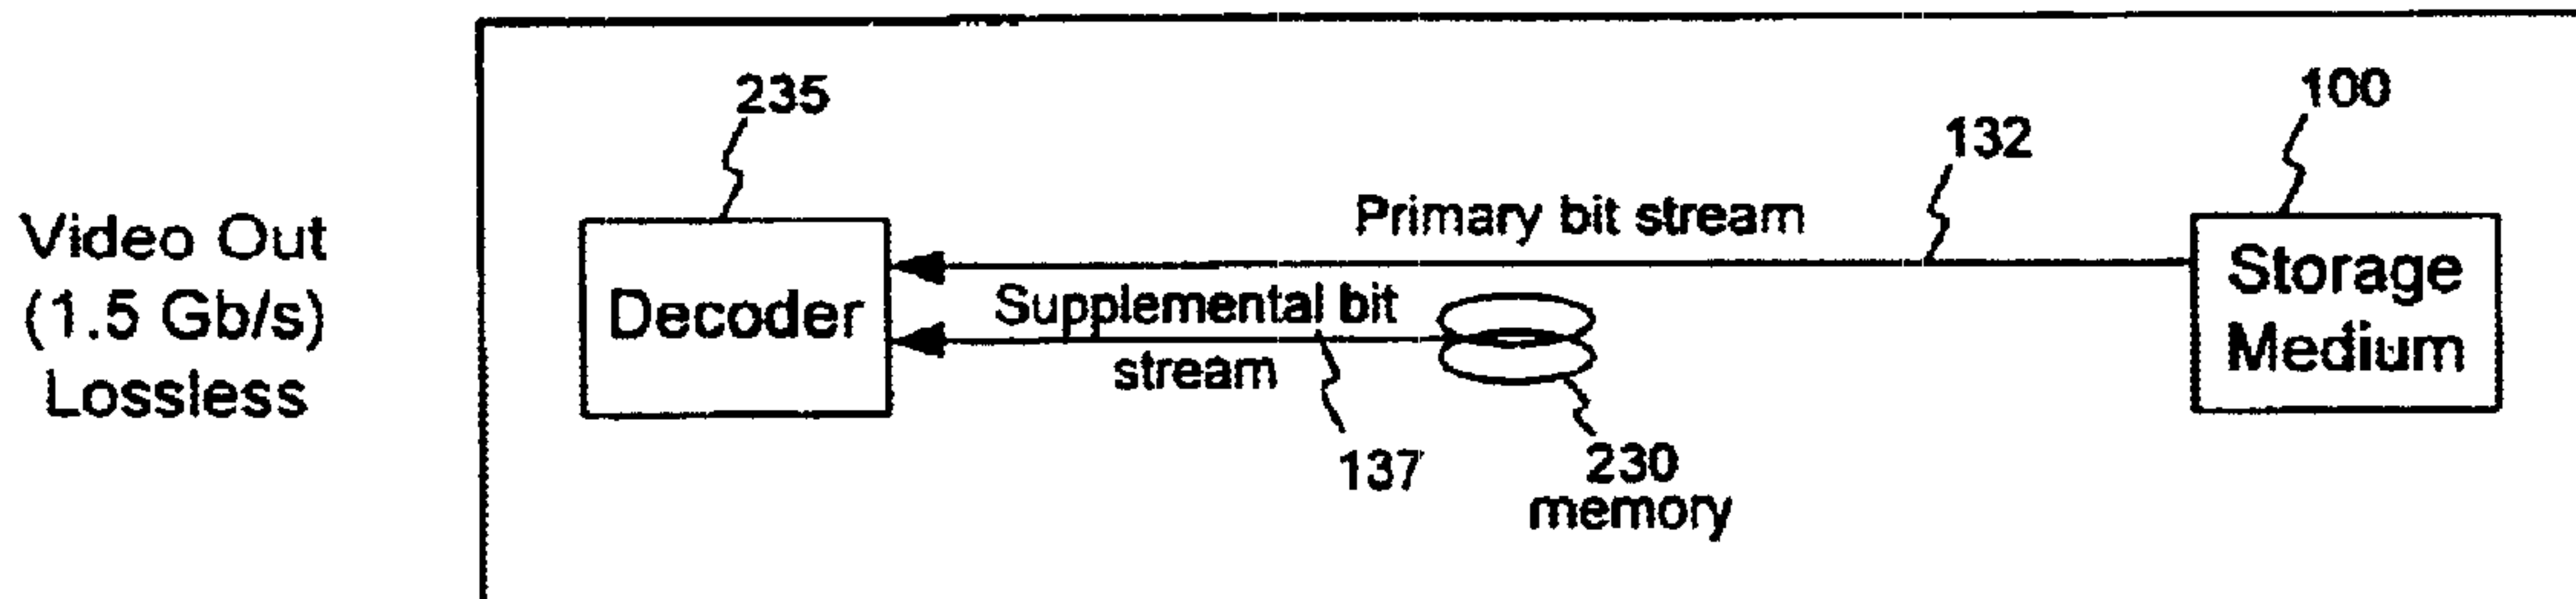 Video Out
(1.5 Gb/s)
Lossless
235
Decoder
Primary bit stream
132
100
Storage
Medium
Supplemental bit
stream
137
230
memory